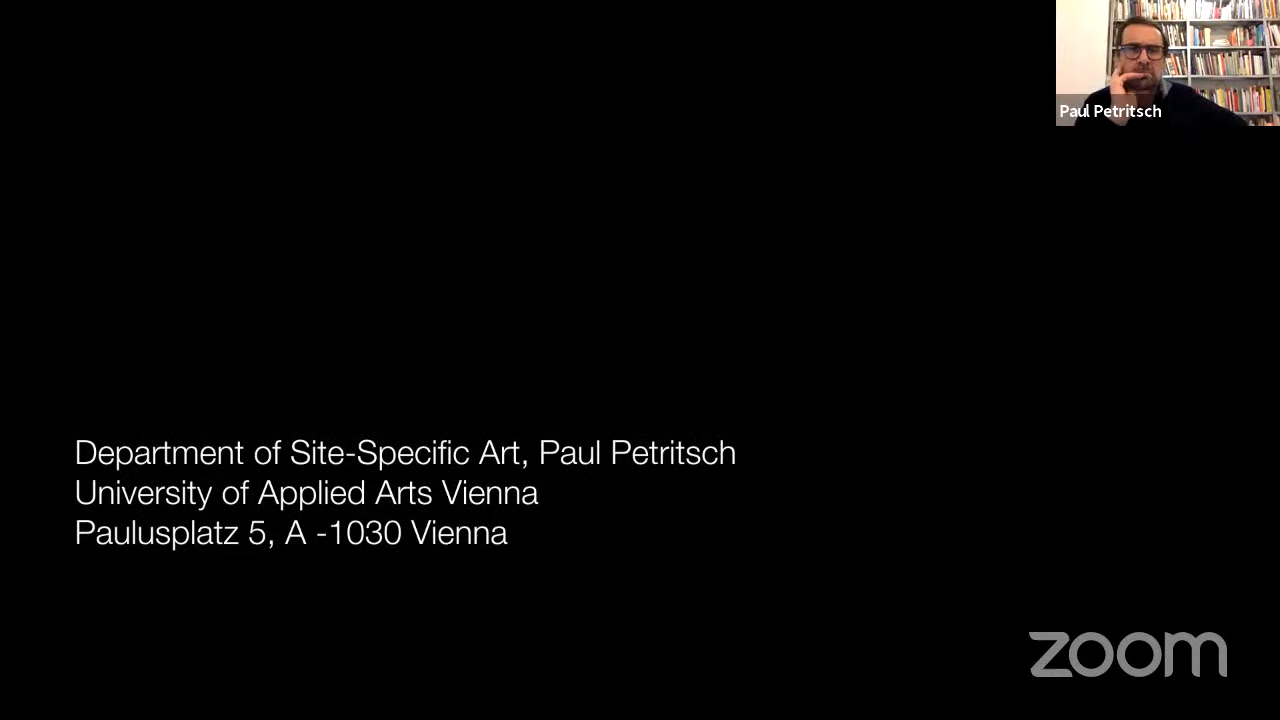 Paul Petritsch
Department of Site-Specific Art, Paul Petritsch
University of Applied Arts Vienna
Paulusplatz 5, A -1030 Vienna
zoom